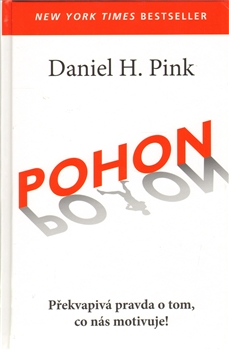 NEW YORK TIMES BESTSELLER
Daniel H. Pink
POHON
Překvapivá pravda o tom,
co nás motivuje!